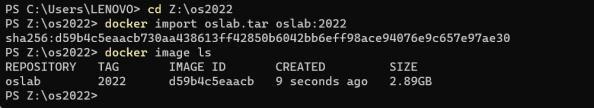 PS C:\Users\LENOVO> cd Z:\os2022
PS Z:\os2022> docker import oslab.tar oslab:2022
sha256:d59b4c5eaacb730aa438613ff42850b6042bb6eff98ace94076e9c657e97ae30
PS Z:\os2022> docker image ls
REPOSITORY   TAG       IMAGE ID       CREATED         SIZE
oslab        2022      d59b4c5eaacb   9 seconds ago   2.89GB
PS Z:\os2022>